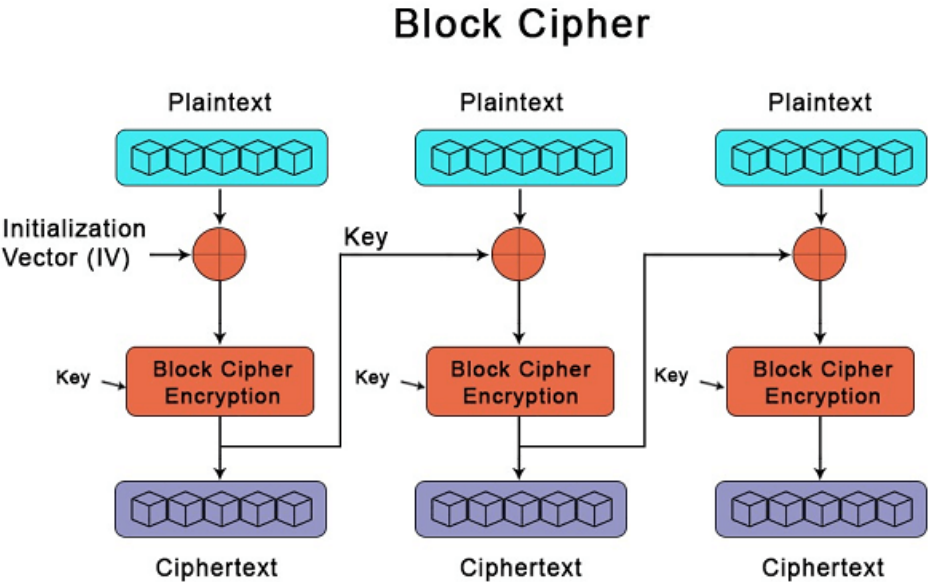 Block Cipher
Plaintext
Plaintext
Plaintext
Initialization
Vector (IV)
Key
Key
Block Cipher
Encryption
Key
Block Cipher
Encryption
Key
Block Cipher
Encryption
Ciphertext
Ciphertext
Ciphertext